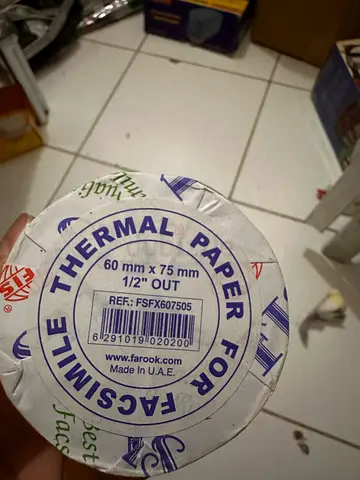 THERMAL PAPER FOR FACSIMILE
60 mm x 75 mm
1/2" OUT
REF.: FSFX607505
6 291019 020200
www.farook.com
Made in U.A.E.